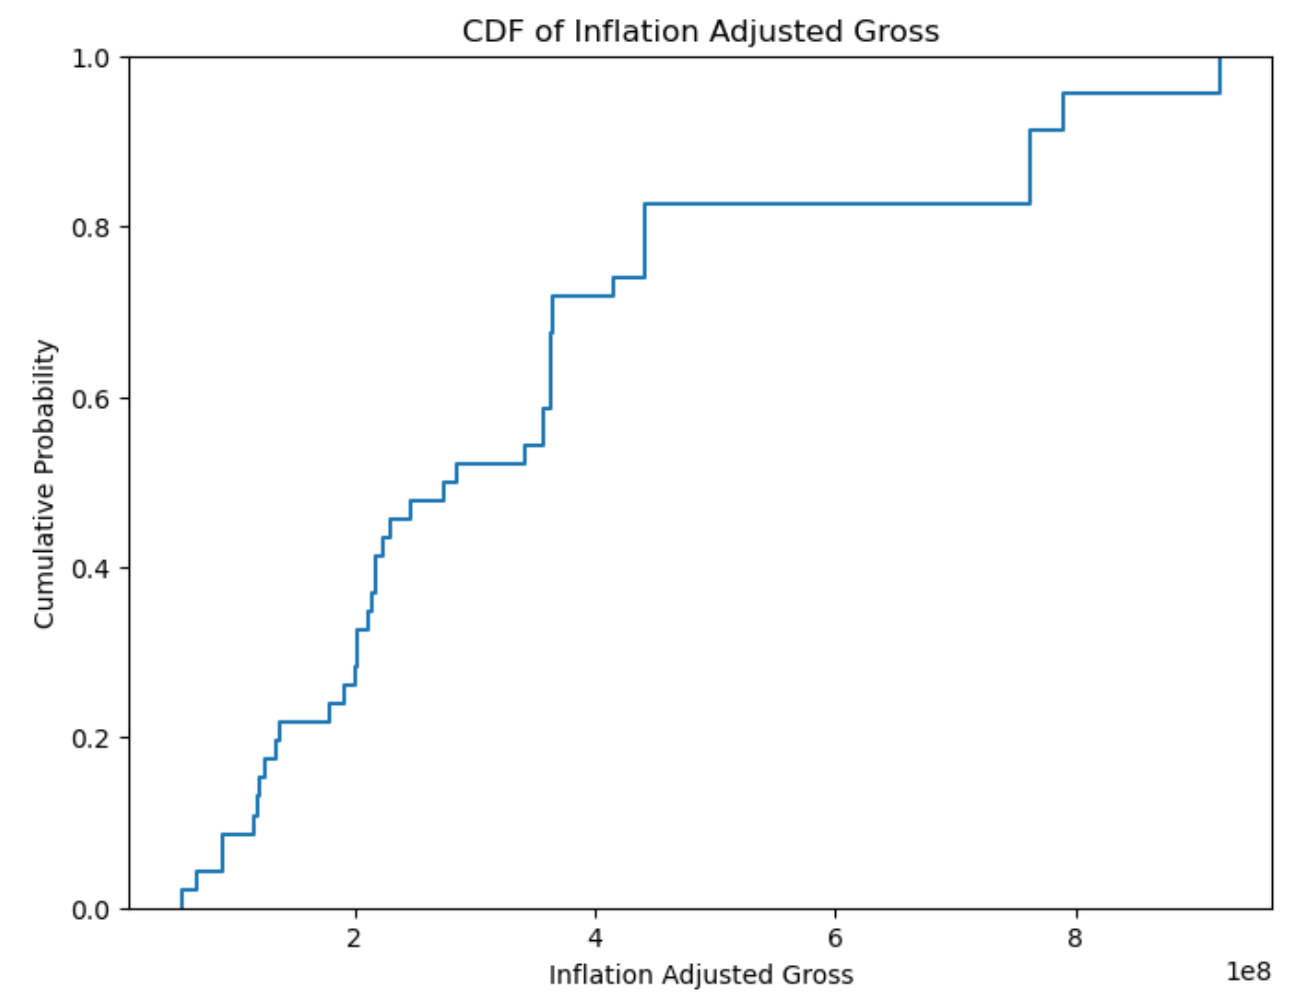 CDF of Inflation Adjusted Gross
1.0
0.8
0.6
0.4
0.2
0.0
Cumulative Probability
2 4 6 8
Inflation Adjusted Gross
1e8